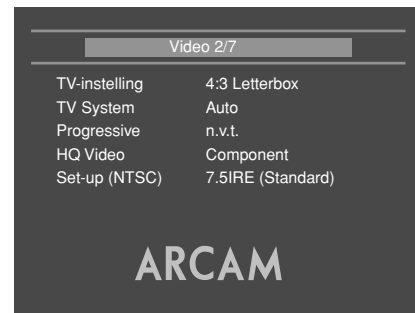 Video 2/7
TV-instelling 4:3 Letterbox
TV System Auto
Progressive n.v.t.
HQ Video Component
Set-up (NTSC) 7.5IRE (Standard)
ARCAM